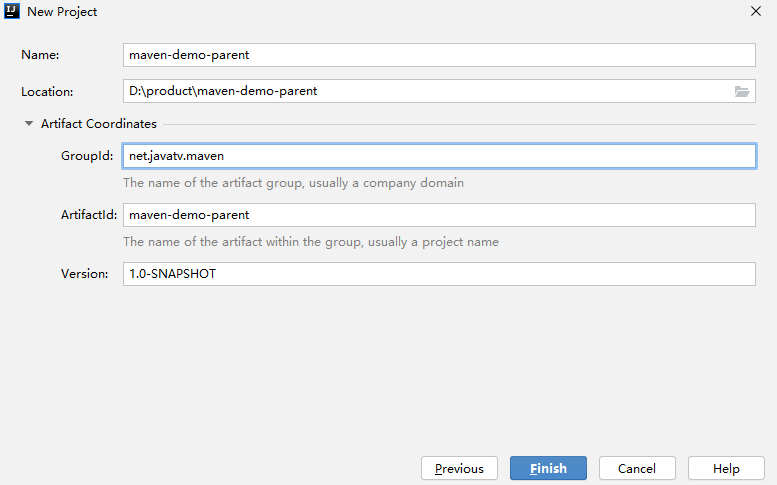 IJ New Project
Name: maven-demo-parent
Location: D:\product\maven-demo-parent
Artifact Coordinates
GroupId: net.javatv.maven
The name of the artifact group, usually a company domain
ArtifactId: maven-demo-parent
The name of the artifact within the group, usually a project name
Version: 1.0-SNAPSHOT
Previous Finish Cancel Help